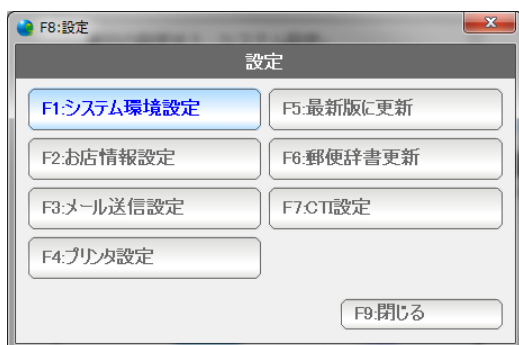 F8:設定
設定
F1:システム環境設定
F5:最新版に更新
F2:お店情報設定
F6:郵便辞書更新
F3:メール送信設定
F7:CTI設定
F4:プリンタ設定
F9:閉じる